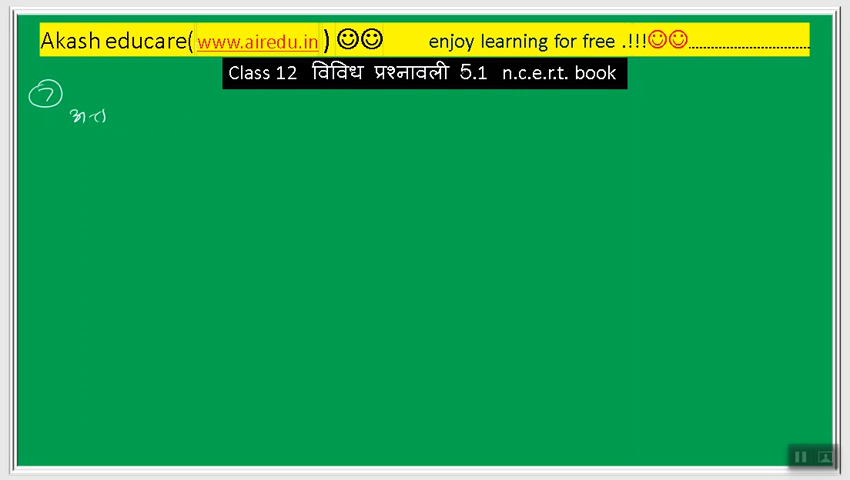 Akash educare( www.airedu.in ) ☺☺ enjoy learning for free .!!!☺☺...............................
Class 12 विविध प्रश्नावली 5.1 n.c.e.r.t. book
7